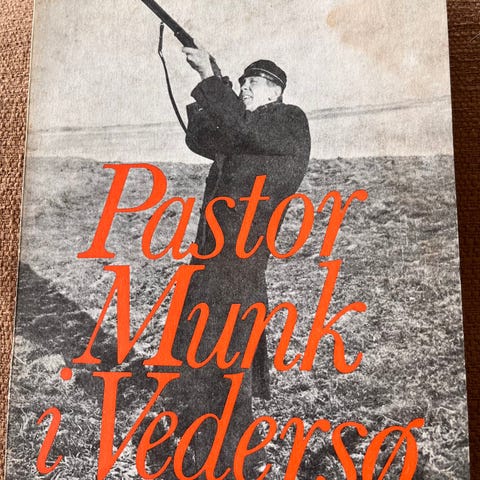 Pastor
Munk
i Vedersø